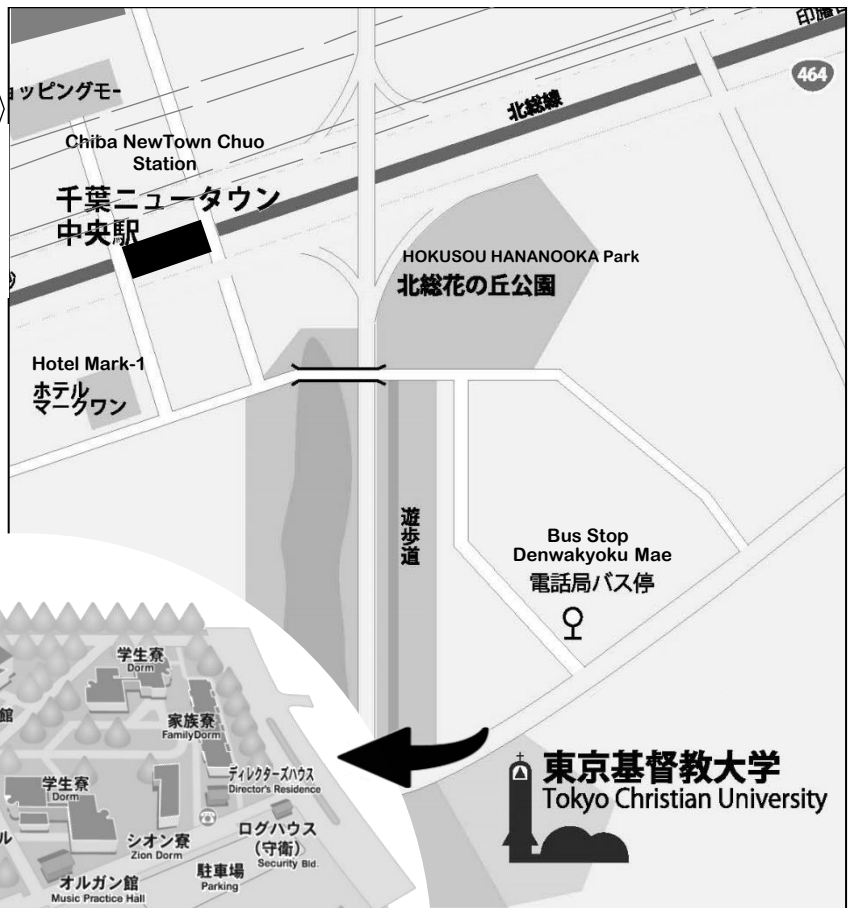 464
北総線
ョッピングモー
Chiba NewTown Chuo
Station
千葉ニュータウン
中央駅
HOKUSOU HANANOOKA Park
北総花の丘公園
Hotel Mark-1
ホテル
マークワン
遊歩道
Bus Stop
Denwakyoku Mae
電話局バス停
東京基督教大学
Tokyo Christian University
学生寮
Dorm
館
家族寮
FamilyDorm
ディレクターズハウス
Director's Residence
学生寮
Dorm
ル
シオン寮
Zion Dorm
ログハウス
(守衛)
Security Bld.
駐車場
Parking
オルガン館
Music Practice Hall